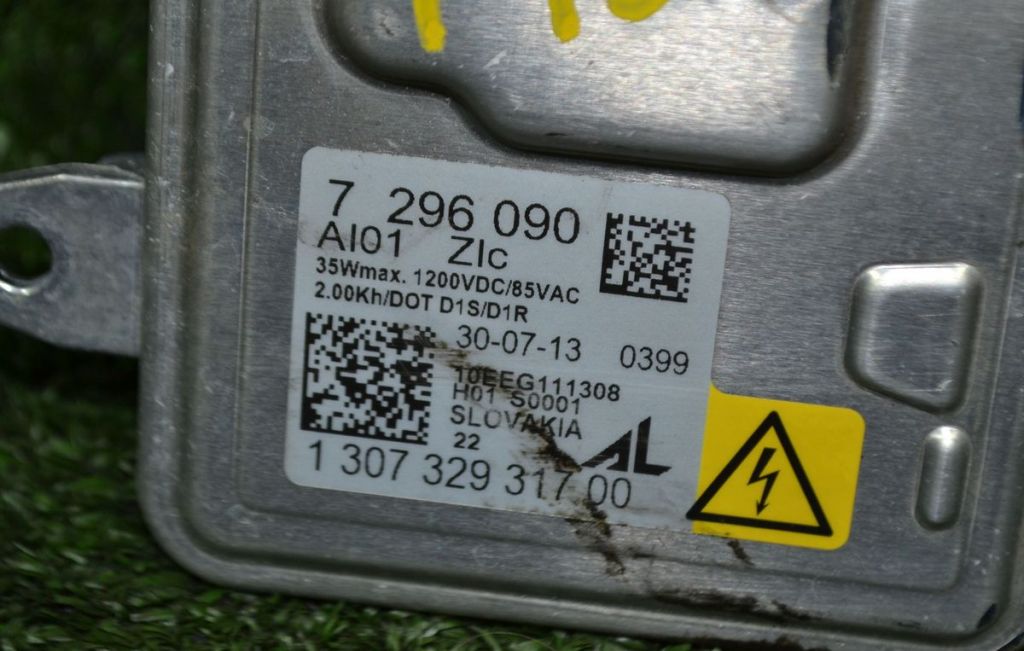 7 296 090
AI01 ZIc
35Wmax. 1200VDC/85VAC
2.00Kh/DOT D1S/D1R
30-07-13 0399
10EEG111308
H01 S0001
SLOVAKIA
22
AL
1 307 329 317 00